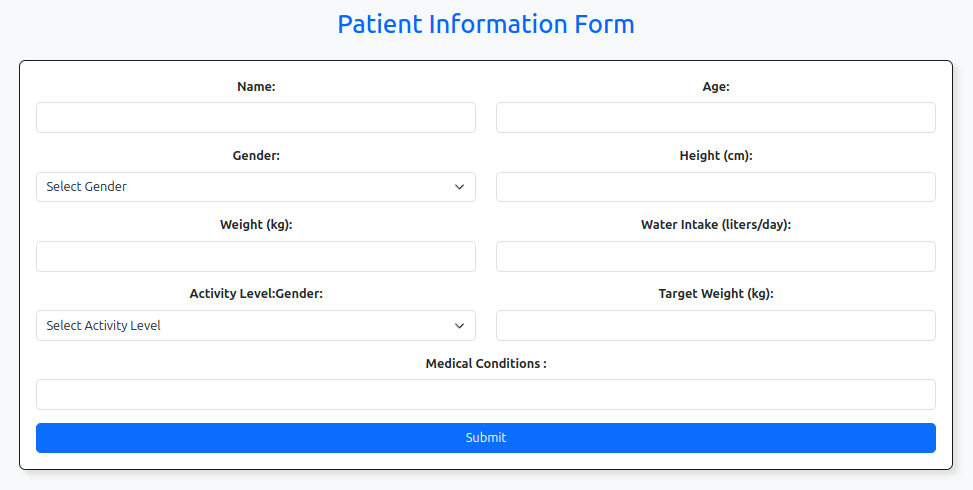 Patient Information Form
Name:
Age:
Gender:
Height (cm):
Select Gender
Weight (kg):
Water Intake (liters/day):
Activity Level:Gender:
Target Weight (kg):
Select Activity Level
Medical Conditions :
Submit